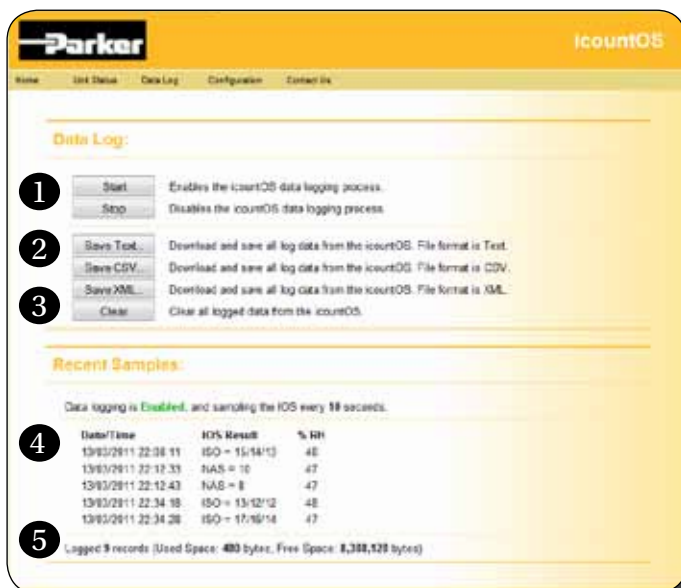 Parker
icountOS
Home Unit Status Data Log Configuration Contact Us
Data Log:
1
Start Enables the icountOS data logging process.
Stop Disables the icountOS data logging process.
2
Save Text... Download and save all log data from the icountOS. File format is Text.
Save CSV... Download and save all log data from the icountOS. File format is CSV.
Save XML... Download and save all log data from the icountOS. File format is XML.
3
Clear Clear all logged data from the icountOS.
Recent Samples:
Data logging is Enabled, and sampling the IOS every 10 seconds.
4
Date/Time IOS Result % RH
13/03/2011 ISO = 15/14/13 48
13/03/2011 22:12:33 NAS = 10 47
13/03/2011 22:12:43 NAS = 8 47
13/03/2011 22:34:18 ISO = 13/12/12 48
13/03/2011 22:34:28 ISO = 17/16/14 47
5
Logged 9 records (Used Space: 480 bytes, Free Space: bytes)